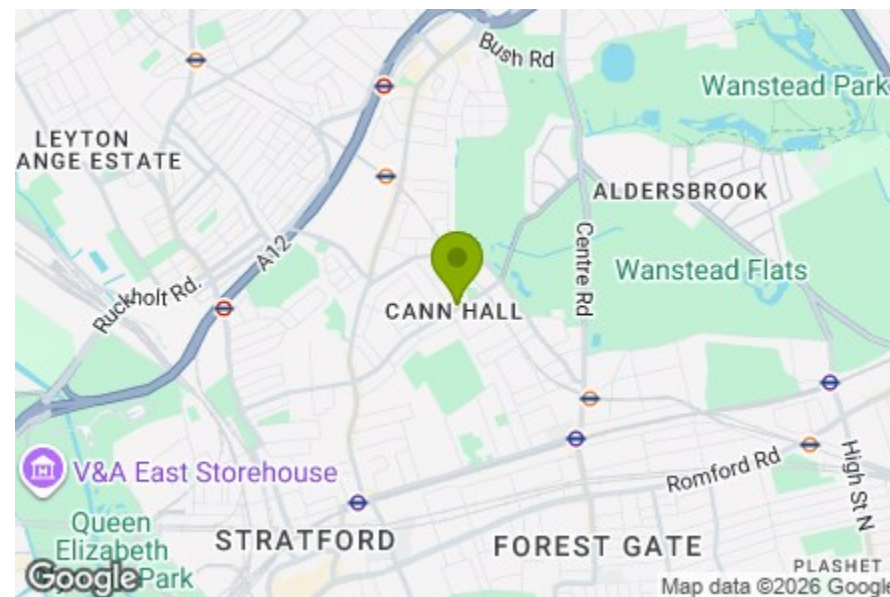 Bush Rd
Wanstead Park
LEYTON
ANGE ESTATE
ALDERSBROOK
A12
Centre Rd
Wanstead Flats
Ruckholt Rd.
CANN HALL
V&A East Storehouse
Romford Rd
High St N
Queen
Elizabeth
Park
STRATFORD
FOREST GATE
PLASHET
Google
Map data ©2026 Google